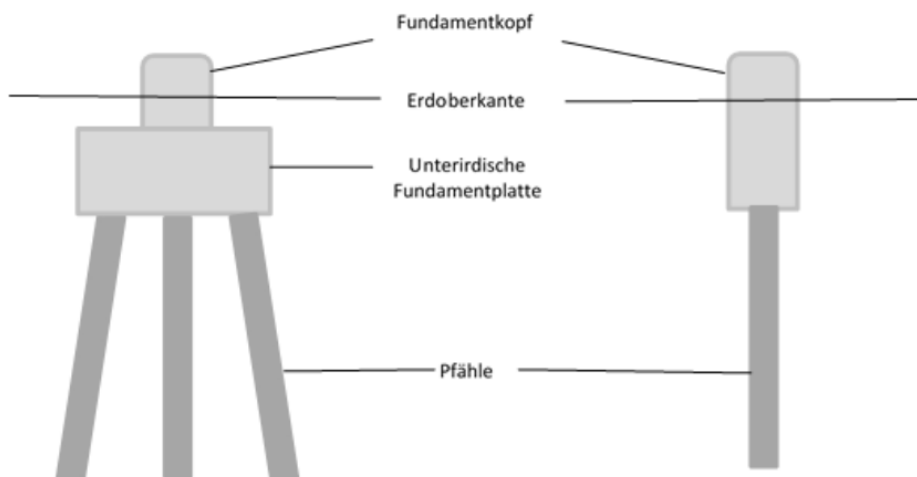 Fundamentkopf
Erdoberkante
Unterirdische
Fundamentplatte
Pfähle